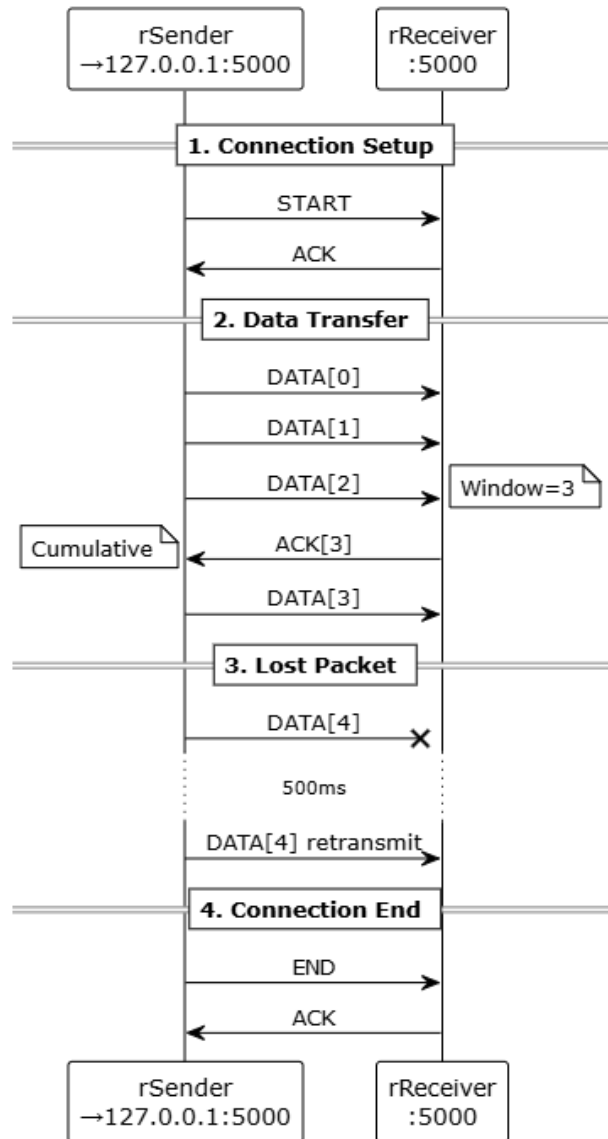 rSender
→127.0.0.1:5000
rReceiver
:5000
1. Connection Setup
START
ACK
2. Data Transfer
DATA[0]
DATA[1]
DATA[2]
Window=3
Cumulative
ACK[3]
DATA[3]
3. Lost Packet
DATA[4]
500ms
DATA[4] retransmit
4. Connection End
END
ACK
rSender
→127.0.0.1:5000
rReceiver
:5000